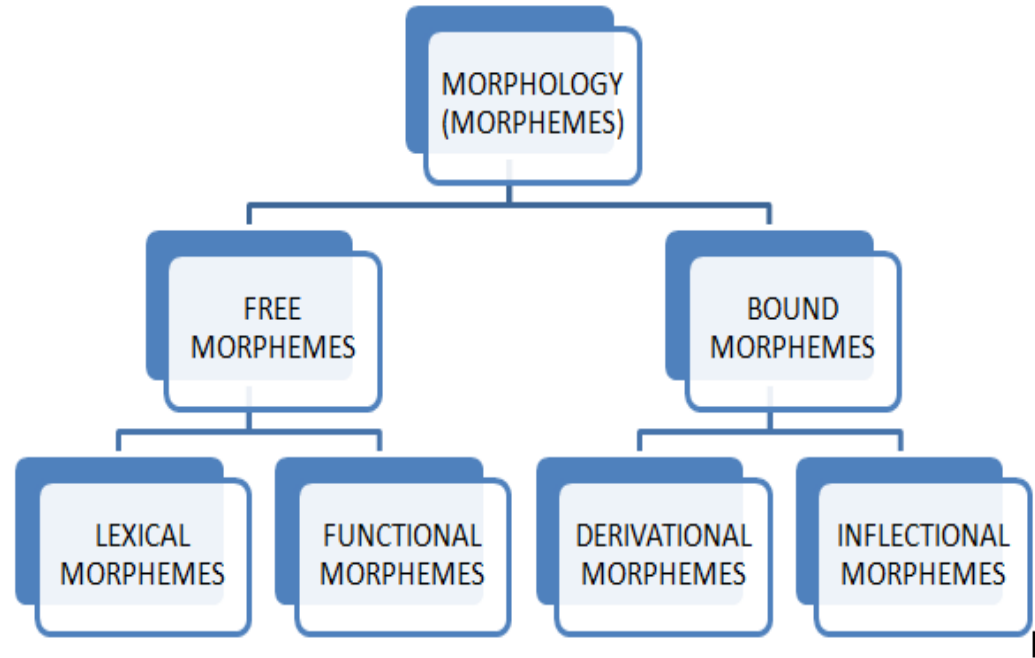 MORPHOLOGY
(MORPHEMES)
FREE
MORPHEMES
BOUND
MORPHEMES
LEXICAL
MORPHEMES
FUNCTIONAL
MORPHEMES
DERIVATIONAL
MORPHEMES
INFLECTIONAL
MORPHEMES